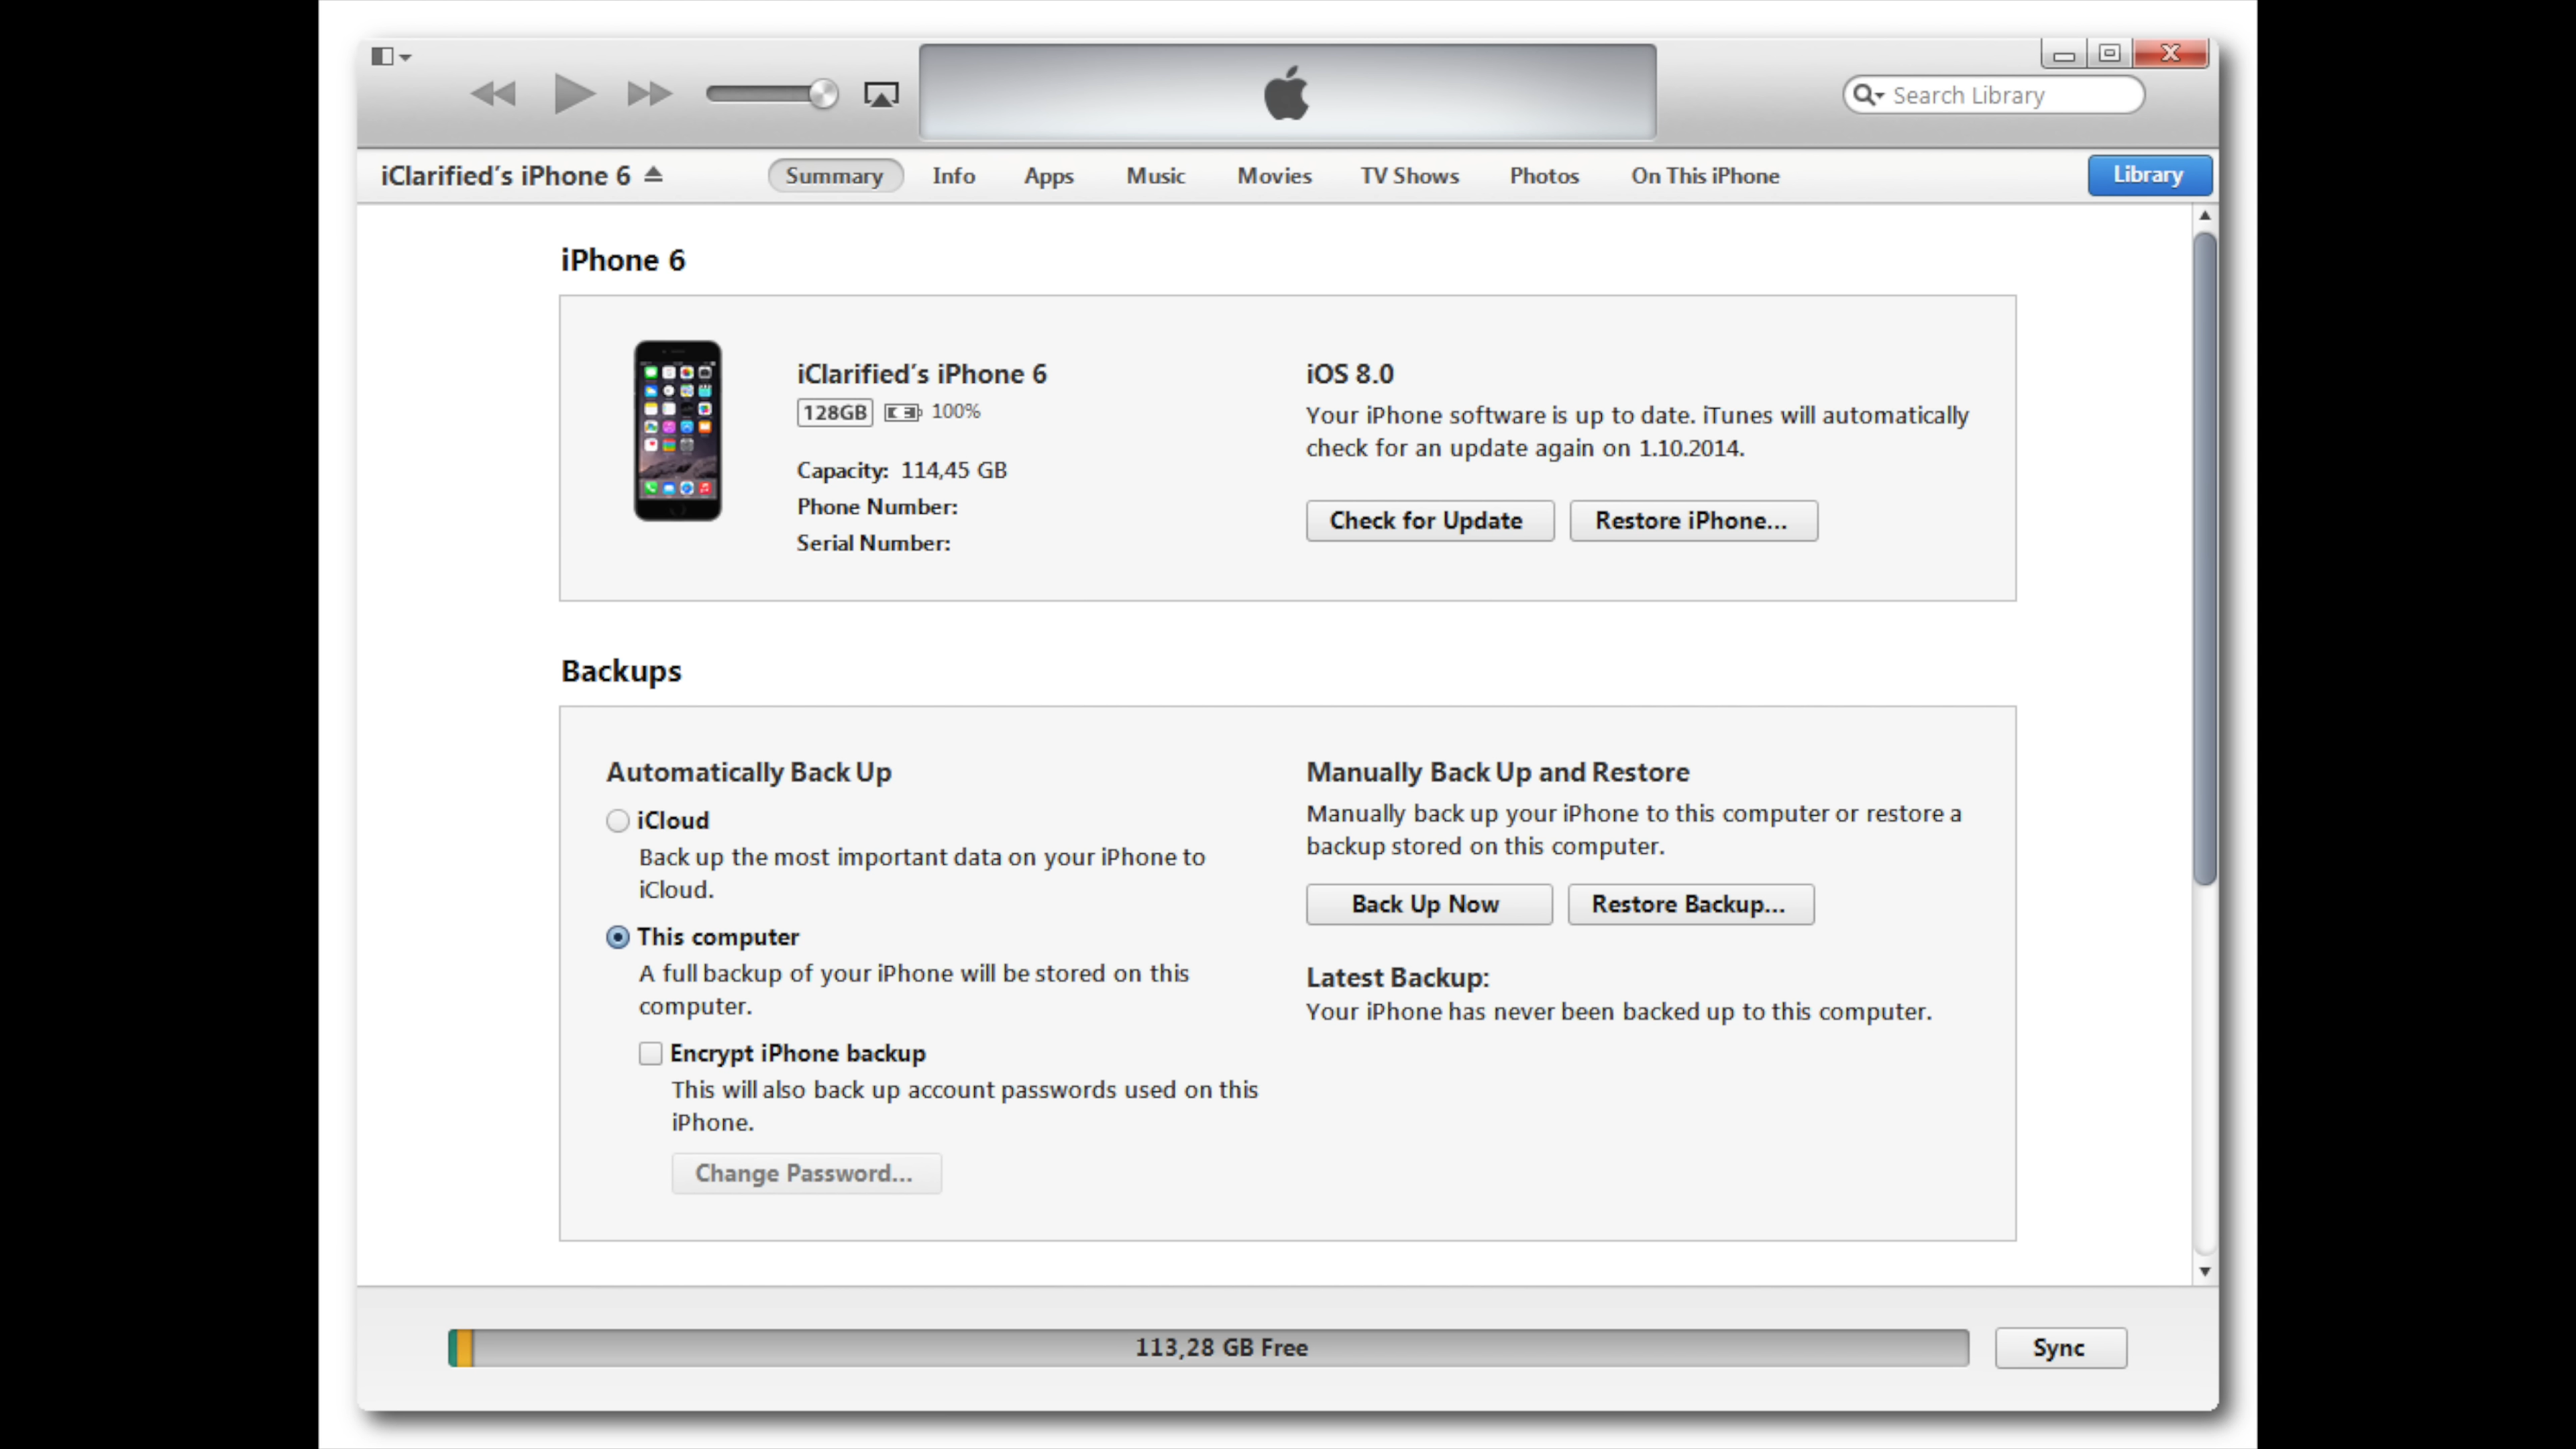 Search Library
iClarified's iPhone 6
Summary
Info
Apps
Music
Movies
TV Shows
Photos
On This iPhone
Library
iPhone 6
iClarified's iPhone 6
128GB 100%
Capacity: 114,45 GB
Phone Number:
Serial Number:
iOS 8.0
Your iPhone software is up to date. iTunes will automatically
check for an update again on 1.10.2014.
Check for Update
Restore iPhone...
Backups
Automatically Back Up
iCloud
Back up the most important data on your iPhone to
iCloud.
This computer
A full backup of your iPhone will be stored on this
computer.
Encrypt iPhone backup
This will also back up account passwords used on this
iPhone.
Change Password...
Manually Back Up and Restore
Manually back up your iPhone to this computer or restore a
backup stored on this computer.
Back Up Now
Restore Backup...
Latest Backup:
Your iPhone has never been backed up to this computer.
113,28 GB Free
Sync